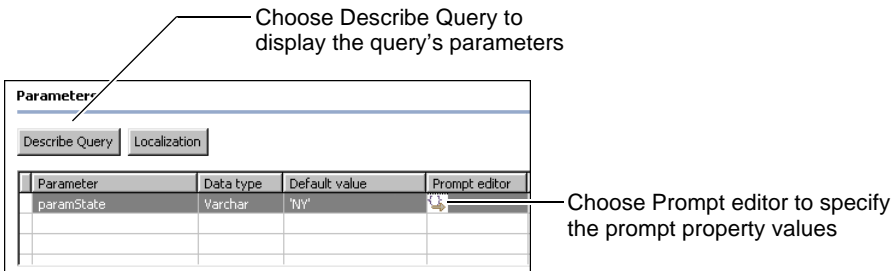 Choose Describe Query to
display the query's parameters
Parameters
Describe Query Localization
Parameter Data type Default value Prompt editor
paramState Varchar 'NY'
Choose Prompt editor to specify
the prompt property values